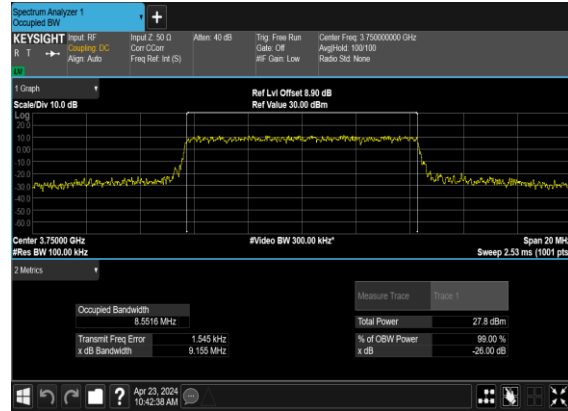 Spectrum Analyzer 1
Occupied BW
+
KEYSIGHT Input: RF Input Z: 50 Ω Atten: 40 dB Trig: Free Run Center Freq: 3.750000000 GHz
R T Coupling: DC Corr CCorr Gate: Off Avg|Hold: 100/100
Align: Auto Freq Ref: Int (S) #IF Gain: Low Radio Std: None
LXI
1 Graph
Ref Lvl Offset 8.90 dB
Scale/Div 10.0 dB Ref Value 30.00 dBm
Log
20.0
10.0
0.00
-10.0
-20.0
-30.0
-40.0
-50.0
-60.0
Center 3.75000 GHz #Video BW 300.00 kHz* Span 20 MHz
#Res BW 100.00 kHz Sweep 2.53 ms (1001 pts
2 Metrics
Measure Trace Trace 1
Occupied Bandwidth
8.5516 MHz Total Power 27.8 dBm
Transmit Freq Error 1.545 kHz % of OBW Power 99.00 %
x dB Bandwidth 9.155 MHz x dB -26.00 dB
? Apr 23, 2024
10:42:38 AM